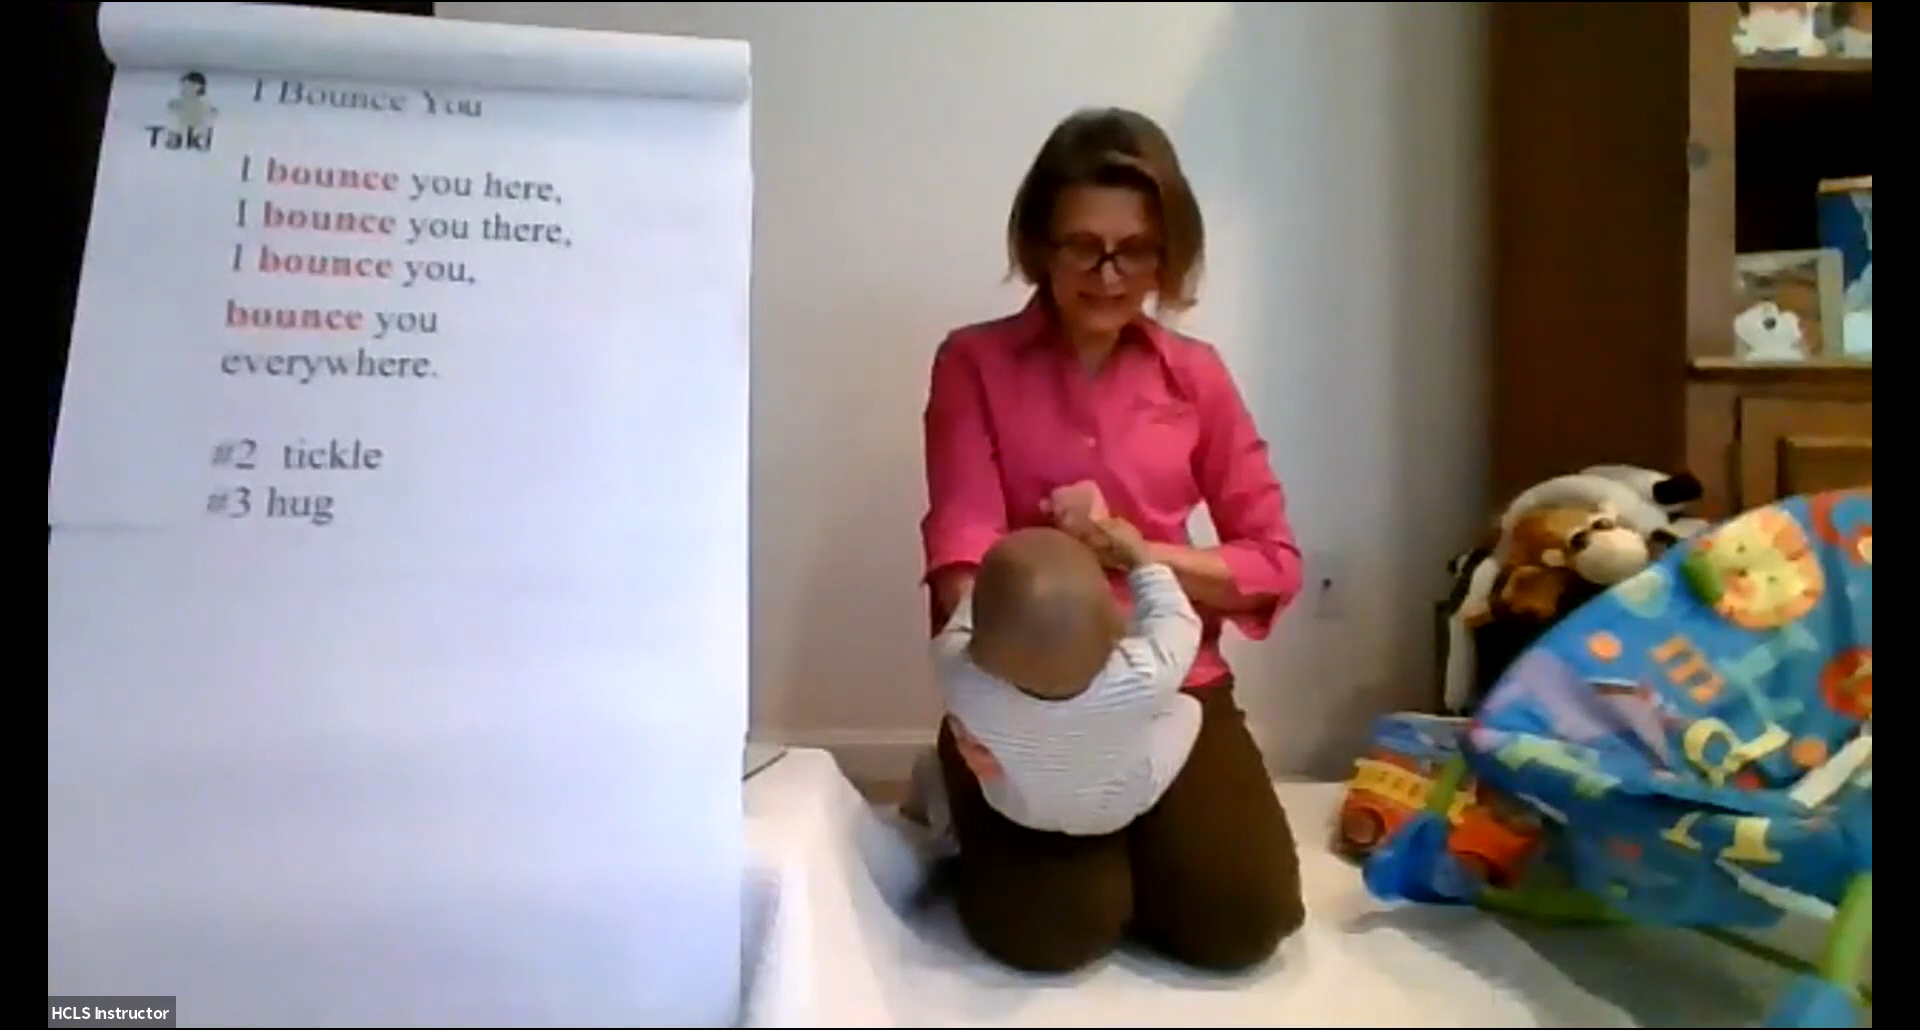 I Bounce You
Taki
I bounce you here,
I bounce you there,
I bounce you,
bounce you
everywhere.
#2 tickle
#3 hug
HCLS Instructor